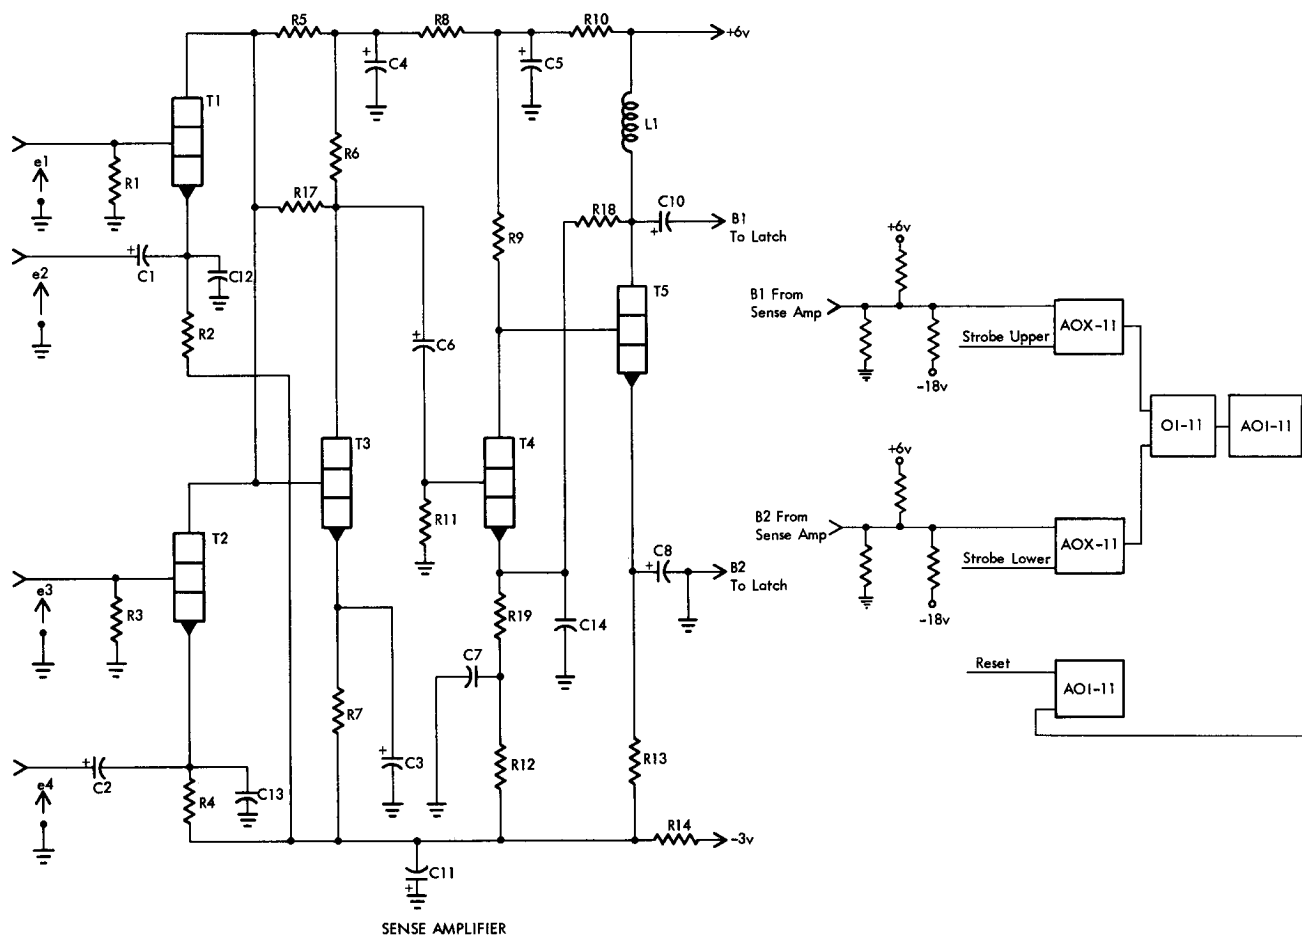 R5
R8
R10
+6v
+
C4
+
C5
T1
L1
e1
R1
R6
R17
R18
C10
+
B1
To Latch
R9
+
C1
C12
e2
R2
+
C6
T5
B1 From
Sense Amp
+6v
Strobe Upper
AOX-11
-18v
OI-11
AOI-11
T3
T4
R11
T2
B2 From
Sense Amp
+6v
Strobe Lower
AOX-11
-18v
e3
R3
C8
+
B2
To Latch
R19
C14
C7
R7
Reset
AOI-11
+
C2
e4
R4
C13
+
C3
R12
R13
R14
-3v
C11
+
SENSE AMPLIFIER